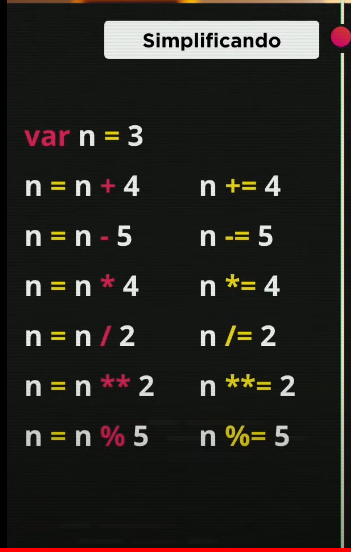 Simplificando
var n = 3
n = n + 4 n += 4
n = n - 5 n -= 5
n = n * 4 n *= 4
n = n / 2 n /= 2
n = n ** 2 n **= 2
n = n % 5 n %= 5